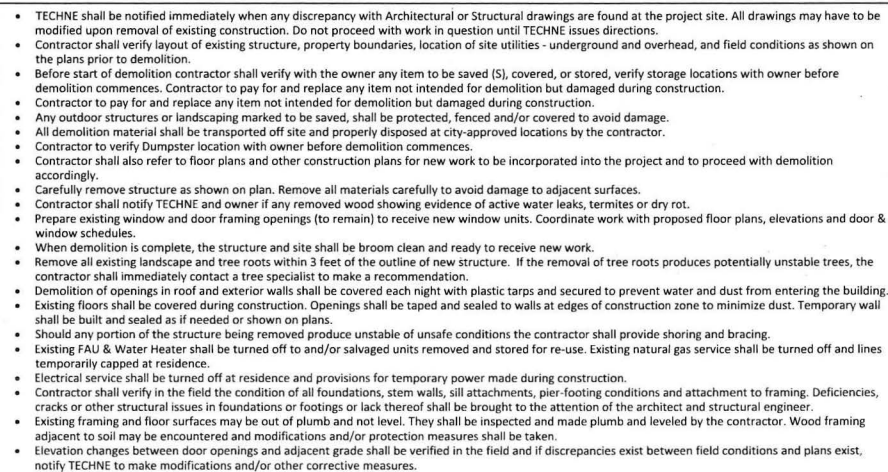 • TECHNE shall be notified immediately when any discrepancy with Architectural or Structural drawings are found at the project site. All drawings may have to be
modified upon removal of existing construction. Do not proceed with work in question until TECHNE issues directions.
• Contractor shall verify layout of existing structure, property boundaries, location of site utilities - underground and overhead, and field conditions as shown on
the plans prior to demolition.
• Before start of demolition contractor shall verify with the owner any item to be saved (S), covered, or stored, verify storage locations with owner before
demolition commences. Contractor to pay for and replace any item not intended for demolition but damaged during construction.
• Contractor to pay for and replace any item not intended for demolition but damaged during construction.
• Any outdoor structures or landscaping marked to be saved, shall be protected, fenced and/or covered to avoid damage.
• All demolition material shall be transported off site and properly disposed at city-approved locations by the contractor.
• Contractor to verify Dumpster location with owner before demolition commences.
• Contractor shall also refer to floor plans and other construction plans for new work to be incorporated into the project and to proceed with demolition
accordingly.
• Carefully remove structure as shown on plan. Remove all materials carefully to avoid damage to adjacent surfaces.
• Contractor shall notify TECHNE and owner if any removed wood showing evidence of active water leaks, termites or dry rot.
• Prepare existing window and door framing openings (to remain) to receive new window units. Coordinate work with proposed floor plans, elevations and door &
window schedules.
• When demolition is complete, the structure and site shall be broom clean and ready to receive new work.
• Remove all existing landscape and tree roots within 3 feet of the outline of new structure. If the removal of tree roots produces potentially unstable trees, the
contractor shall immediately contact a tree specialist to make a recommendation.
• Demolition of openings in roof and exterior walls shall be covered each night with plastic tarps and secured to prevent water and dust from entering the building.
• Existing floors shall be covered during construction. Openings shall be taped and sealed to walls at edges of construction zone to minimize dust. Temporary wall
shall be built and sealed as if needed or shown on plans.
• Should any portion of the structure being removed produce unstable of unsafe conditions the contractor shall provide shoring and bracing.
• Existing FAU & Water Heater shall be turned off to and/or salvaged units removed and stored for re-use. Existing natural gas service shall be turned off and lines
temporarily capped at residence.
• Electrical service shall be turned off at residence and provisions for temporary power made during construction.
• Contractor shall verify in the field the condition of all foundations, stem walls, sill attachments, pier-footing conditions and attachment to framing. Deficiencies,
cracks or other structural issues in foundations or footings or lack thereof shall be brought to the attention of the architect and structural engineer.
• Existing framing and floor surfaces may be out of plumb and not level. They shall be inspected and made plumb and leveled by the contractor. Wood framing
adjacent to soil may be encountered and modifications and/or protection measures shall be taken.
• Elevation changes between door openings and adjacent grade shall be verified in the field and if discrepancies exist between field conditions and plans exist,
notify TECHNE to make modifications and/or other corrective measures.